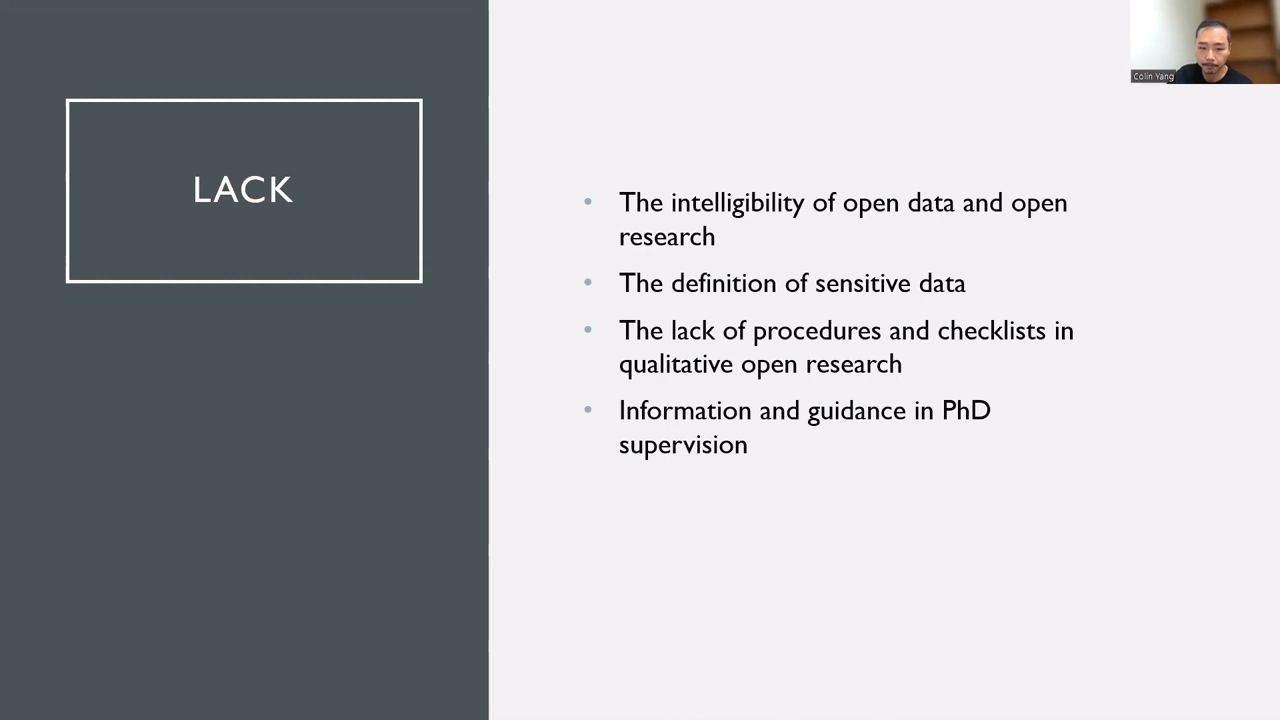 Colin Yang
LACK
The intelligibility of open data and open
research
The definition of sensitive data
The lack of procedures and checklists in
qualitative open research
Information and guidance in PhD
supervision